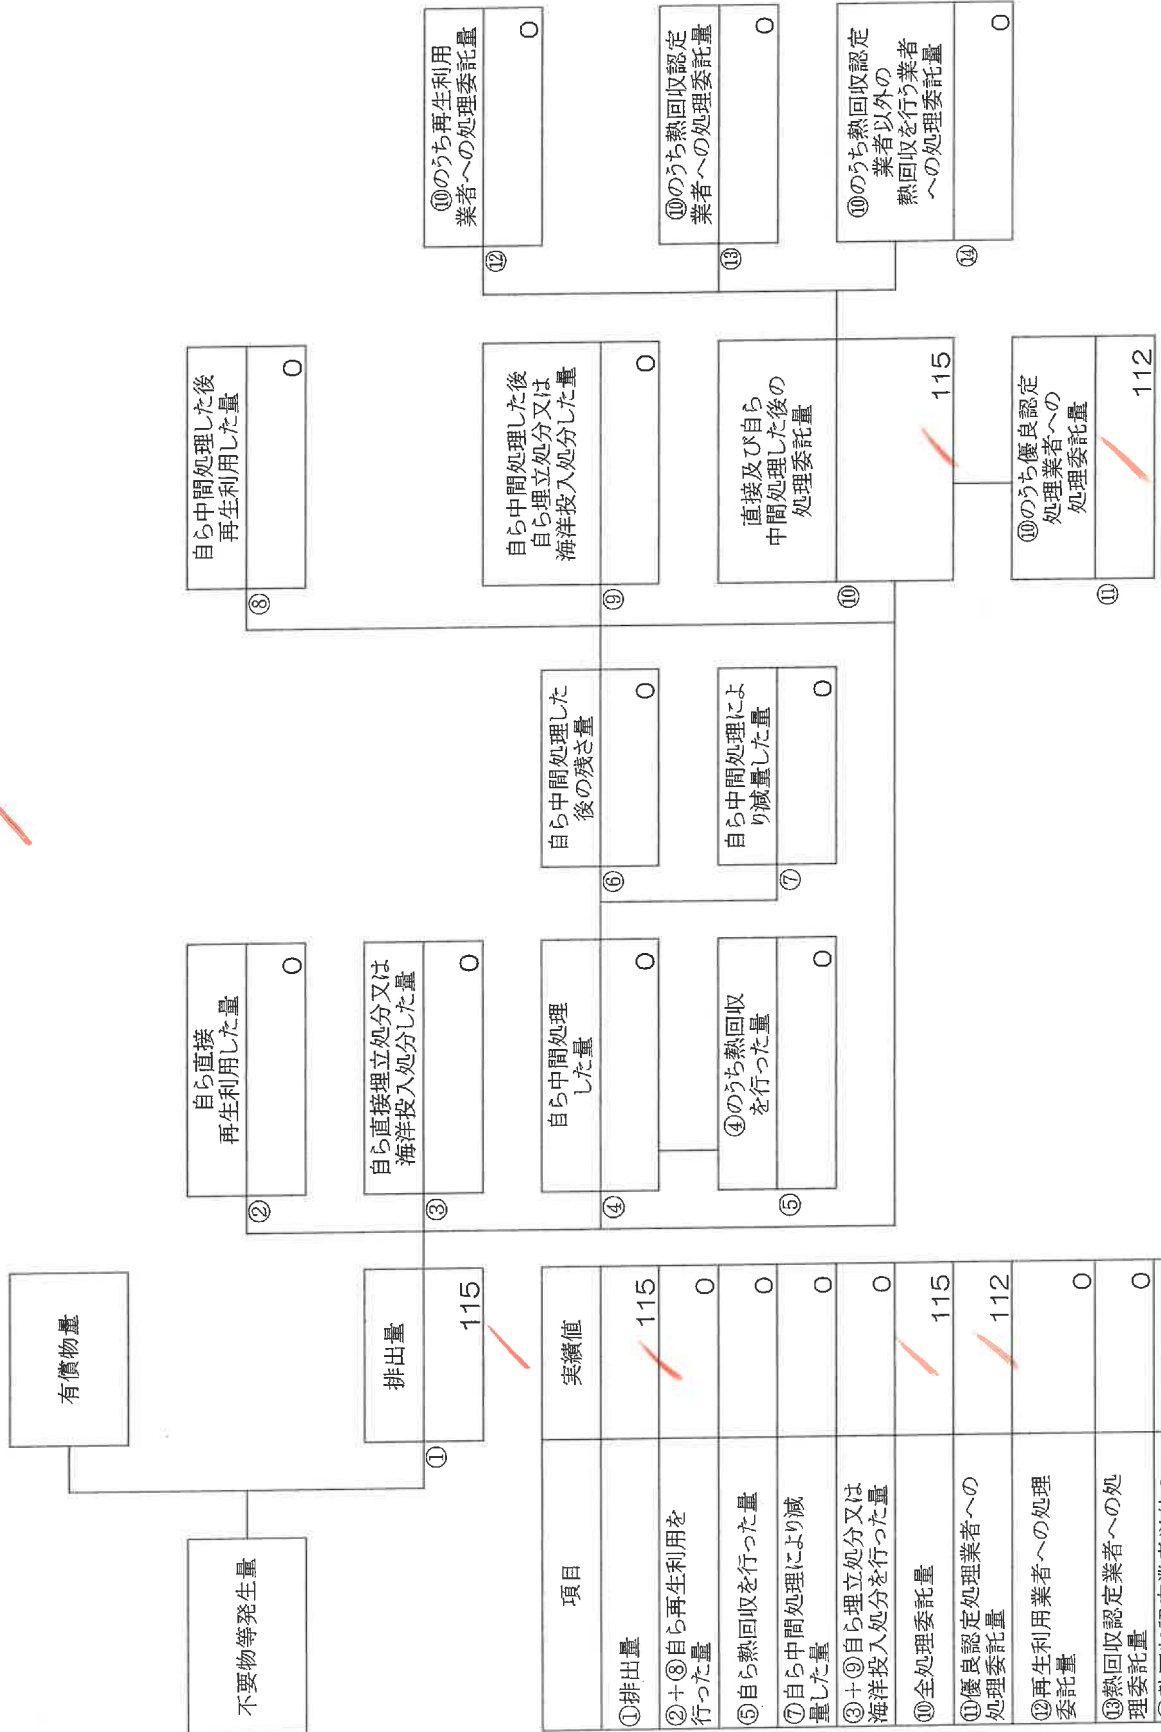 不要物等発生量
有償物量
排出量
①
115
自ら直接
再生利用した量
②
0
自ら直接埋立処分又は
海洋投入処分した量
③
0
自ら中間処理
した量
④
0
④のうち熱回収
を行った量
⑤
0
自ら中間処理した
後の残さ量
⑥
0
自ら中間処理によ
り減量した量
⑦
0
自ら中間処理した後
再生利用した量
⑧
0
自ら中間処理した後
自ら埋立処分又は
海洋投入処分した量
⑨
0
直接及び自ら
中間処理した後の
処理委託量
⑩
115
⑩のうち優良認定
処理業者への
処理委託量
⑪
112
⑩のうち再生利用
業者への処理委託量
⑫
0
⑩のうち熱回収認定
業者への処理委託量
⑬
0
⑩のうち熱回収認定
業者以外の
熱回収を行う業者
への処理委託量
⑭
0
項目 実績値
①排出量 115
②+⑧自ら再生利用を
行った量 0
⑤自ら熱回収を行った量 0
⑦自ら中間処理により減
量した量 0
③+⑨自ら埋立処分又は
海洋投入処分を行った量 0
⑩全処理委託量 115
⑪優良認定処理業者への
処理委託量 112
⑫再生利用業者への処理
委託量 0
⑬熱回収認定業者への処
理委託量 0